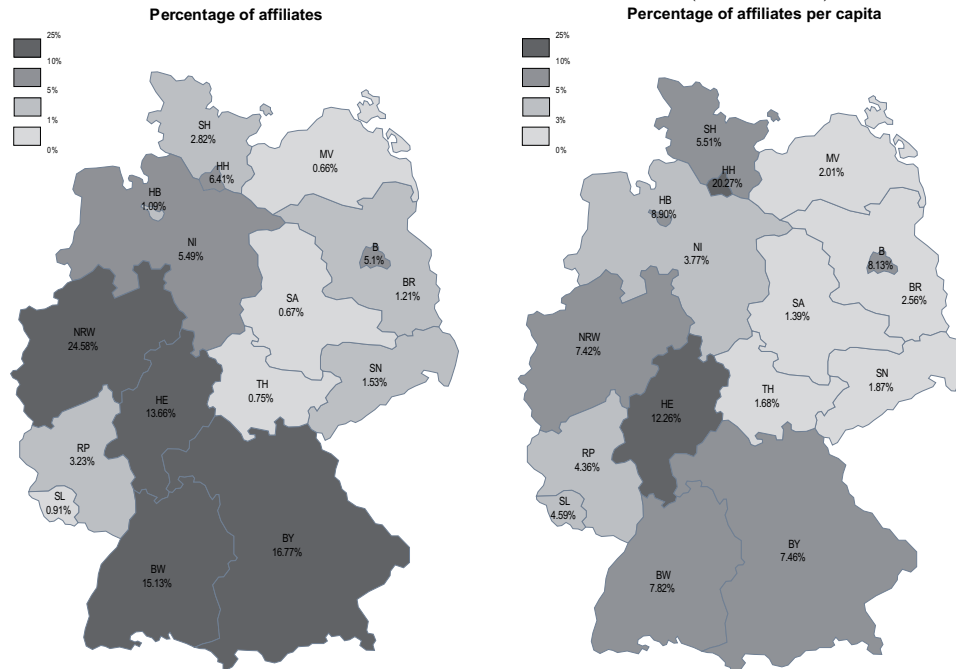 Percentage of affiliates
25%
10%
5%
1%
0%
SH
2.82%
HH
6.41%
MV
0.66%
HB
1.09%
NI
5.49%
B
5.1%
BR
1.21%
SA
0.67%
NRW
24.58%
SN
1.53%
TH
0.75%
HE
13.66%
RP
3.23%
SL
0.91%
BY
16.77%
BW
15.13%
Percentage of affiliates per capita
25%
10%
5%
3%
0%
SH
5.51%
HH
20.27%
MV
2.01%
HB
8.90%
NI
3.77%
B
8.13%
BR
2.56%
SA
1.39%
NRW
7.42%
SN
1.87%
TH
1.68%
HE
12.26%
RP
4.36%
SL
4.59%
BY
7.46%
BW
7.82%